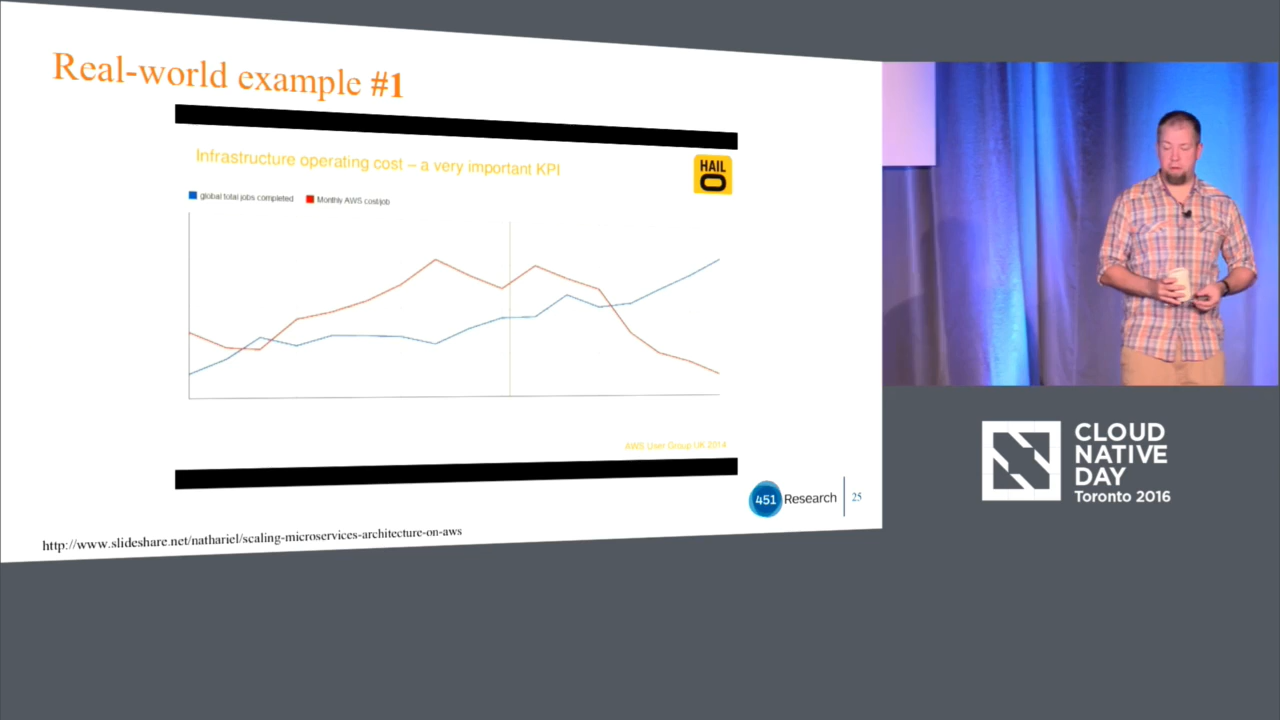 Real-world example #1
Infrastructure operating cost – a very important KPI
HAIL
O
global total jobs completed
Monthly AWS cost/job
AWS User Group UK 2014
451 Research
25
http://www.slideshare.net/nathariel/scaling-microservices-architecture-on-aws
CLOUD
NATIVE
DAY
Toronto 2016